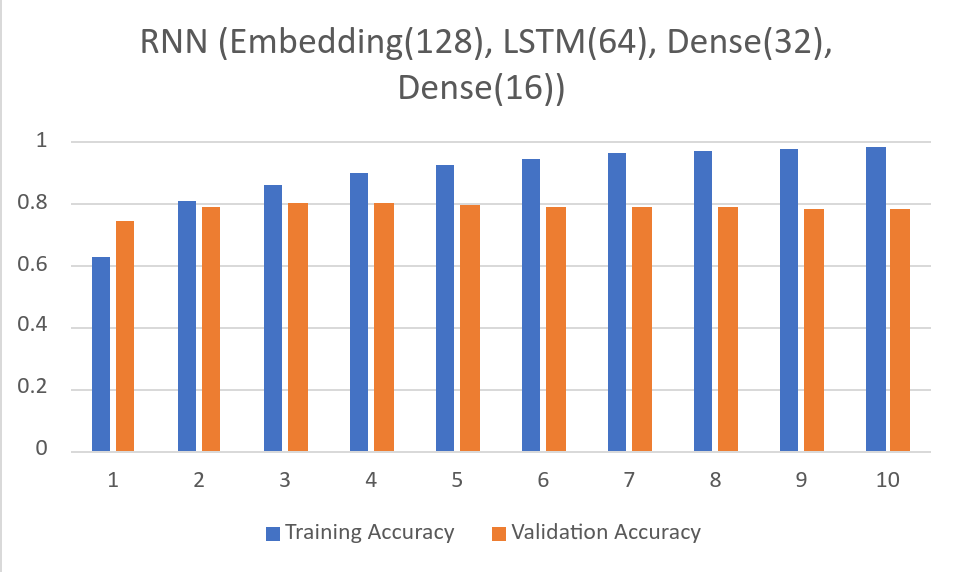 RNN (Embedding(128), LSTM(64), Dense(32),
Dense(16))
1
0.8
0.6
0.4
0.2
0
1 2 3 4 5 6 7 8 9 10
Training Accuracy Validation Accuracy